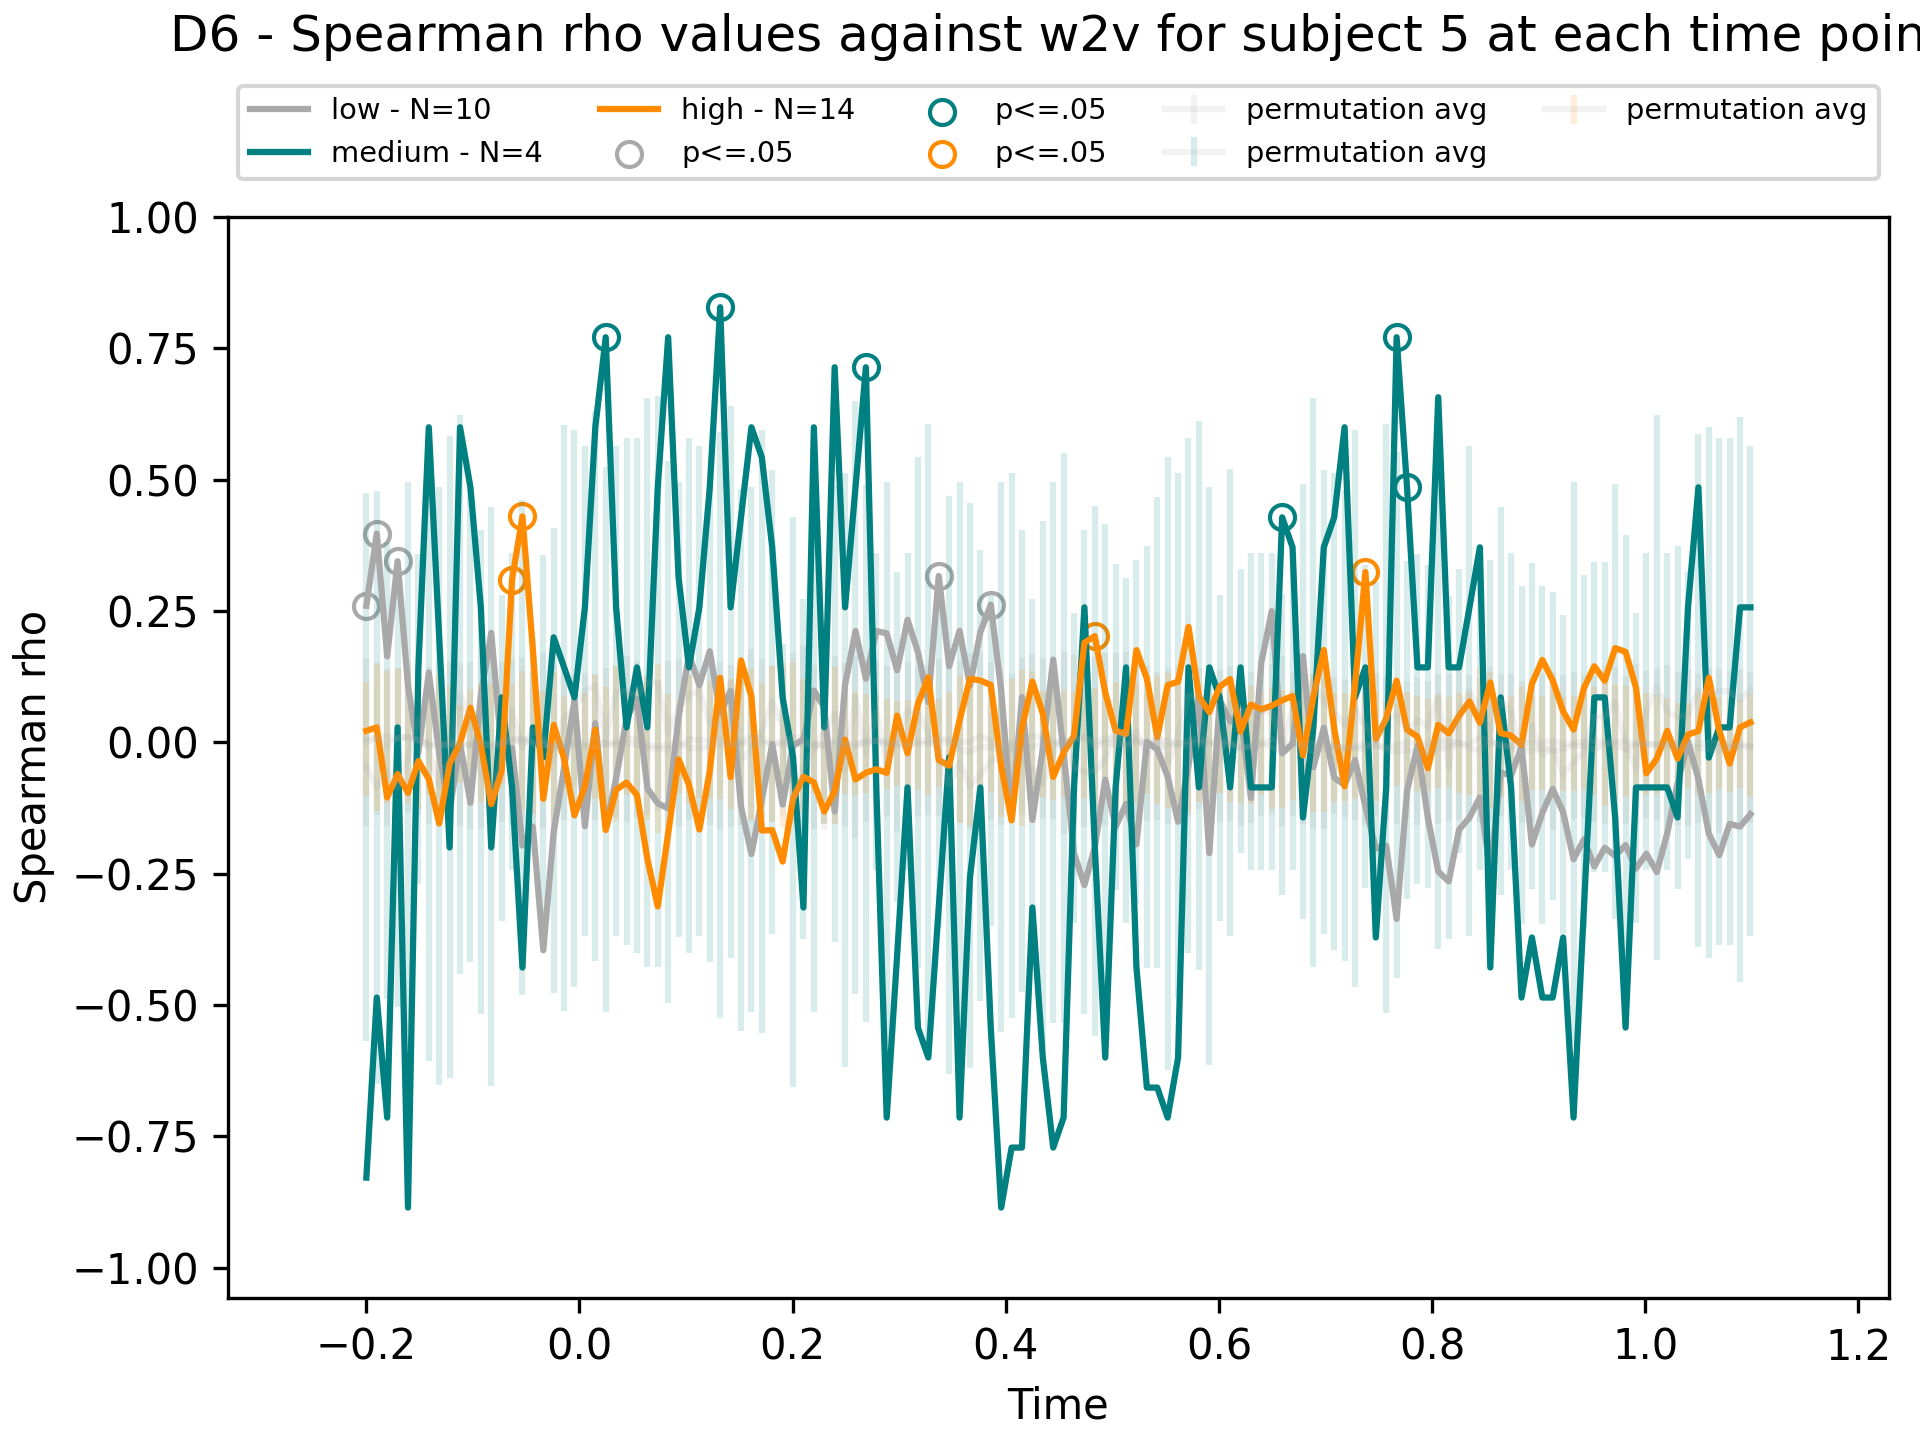 D6 - Spearman rho values against w2v for subject 5 at each time poin
low - N=10
medium - N=4
high - N=14
p<=.05
p<=.05
p<=.05
permutation avg
permutation avg
permutation avg
1.00
0.75
0.50
0.25
0.00
−0.25
−0.50
−0.75
−1.00
Spearman rho
−0.2 0.0 0.2 0.4 0.6 0.8 1.0 1.2
Time